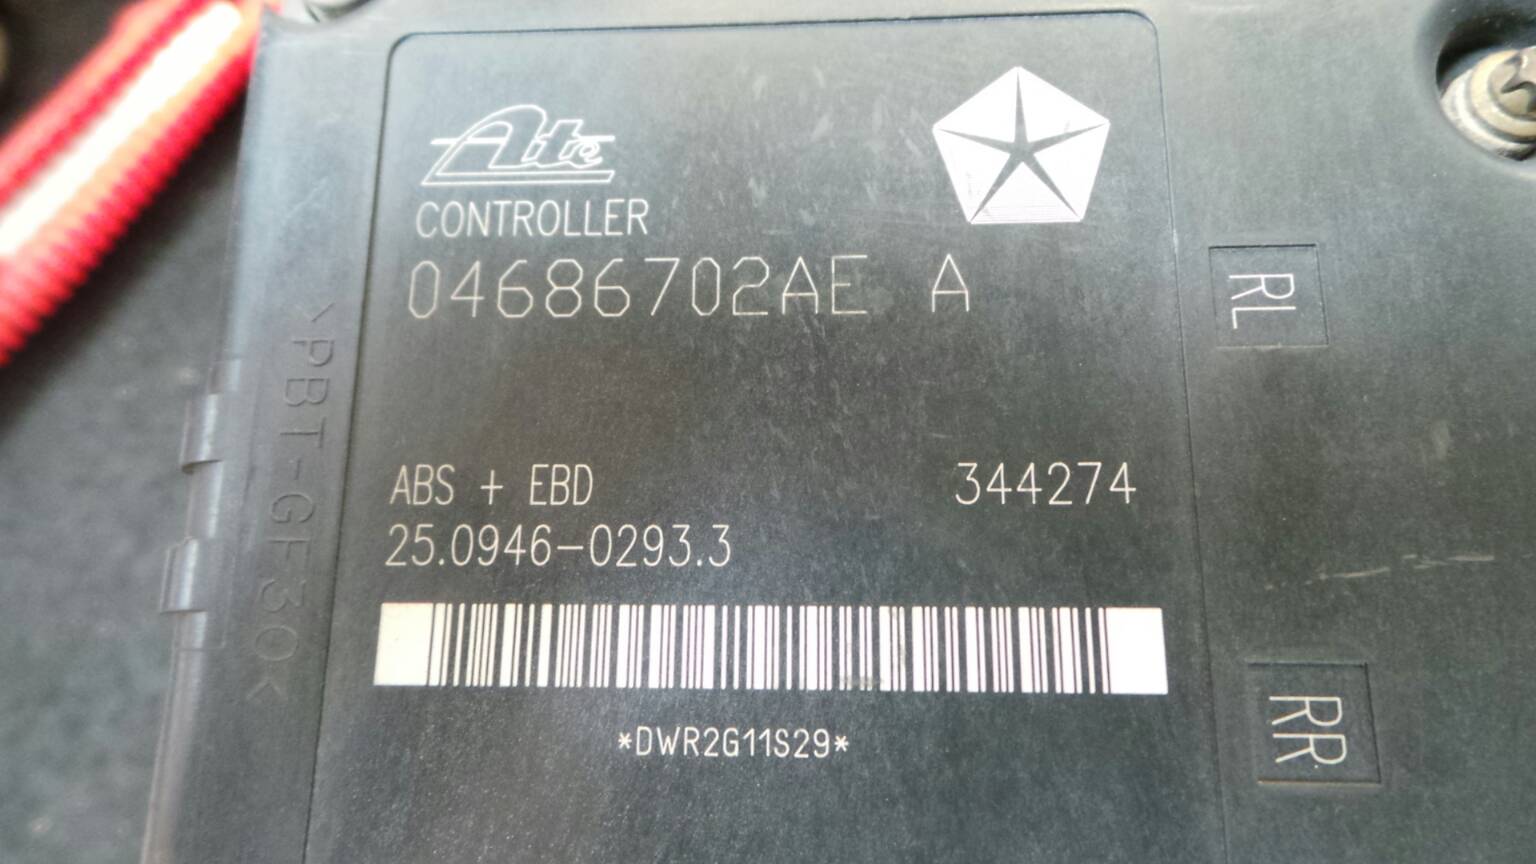 Ate
CONTROLLER
04686702AE A
ABS + EBD 344274
25.0946-0293.3
*DWR2G11S29*
RL
RR
>PBT-GF30<